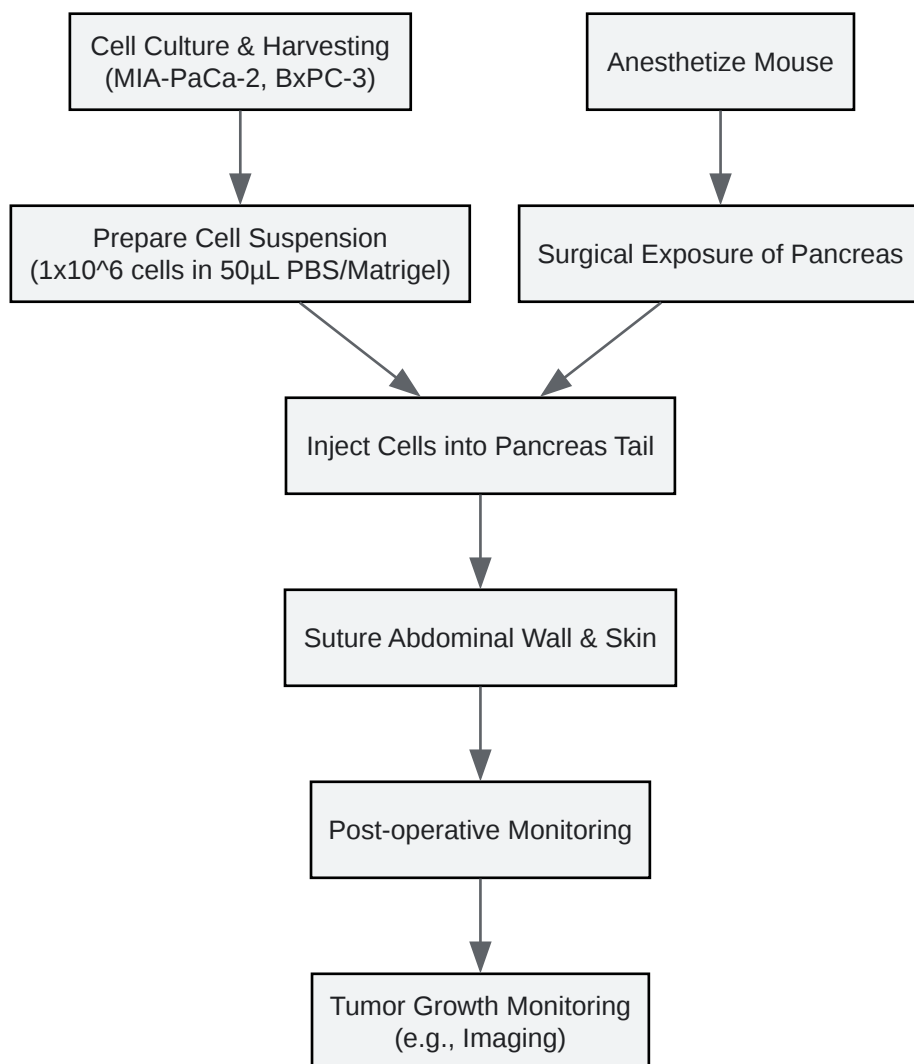 Cell Culture & Harvesting
(MIA-PaCa-2, BxPC-3)
Anesthetize Mouse
Prepare Cell Suspension
(1x10^6 cells in 50µL PBS/Matrigel)
Surgical Exposure of Pancreas
Inject Cells into Pancreas Tail
Suture Abdominal Wall & Skin
Post-operative Monitoring
Tumor Growth Monitoring
(e.g., Imaging)